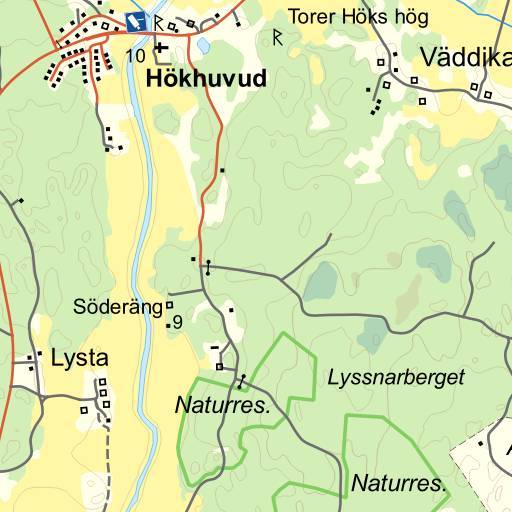 Torer Höks hög
R
R
10
Väddika
Hökhuvud
Söderäng
9
Lysta
Lyssnarberget
Naturres.
Naturres.